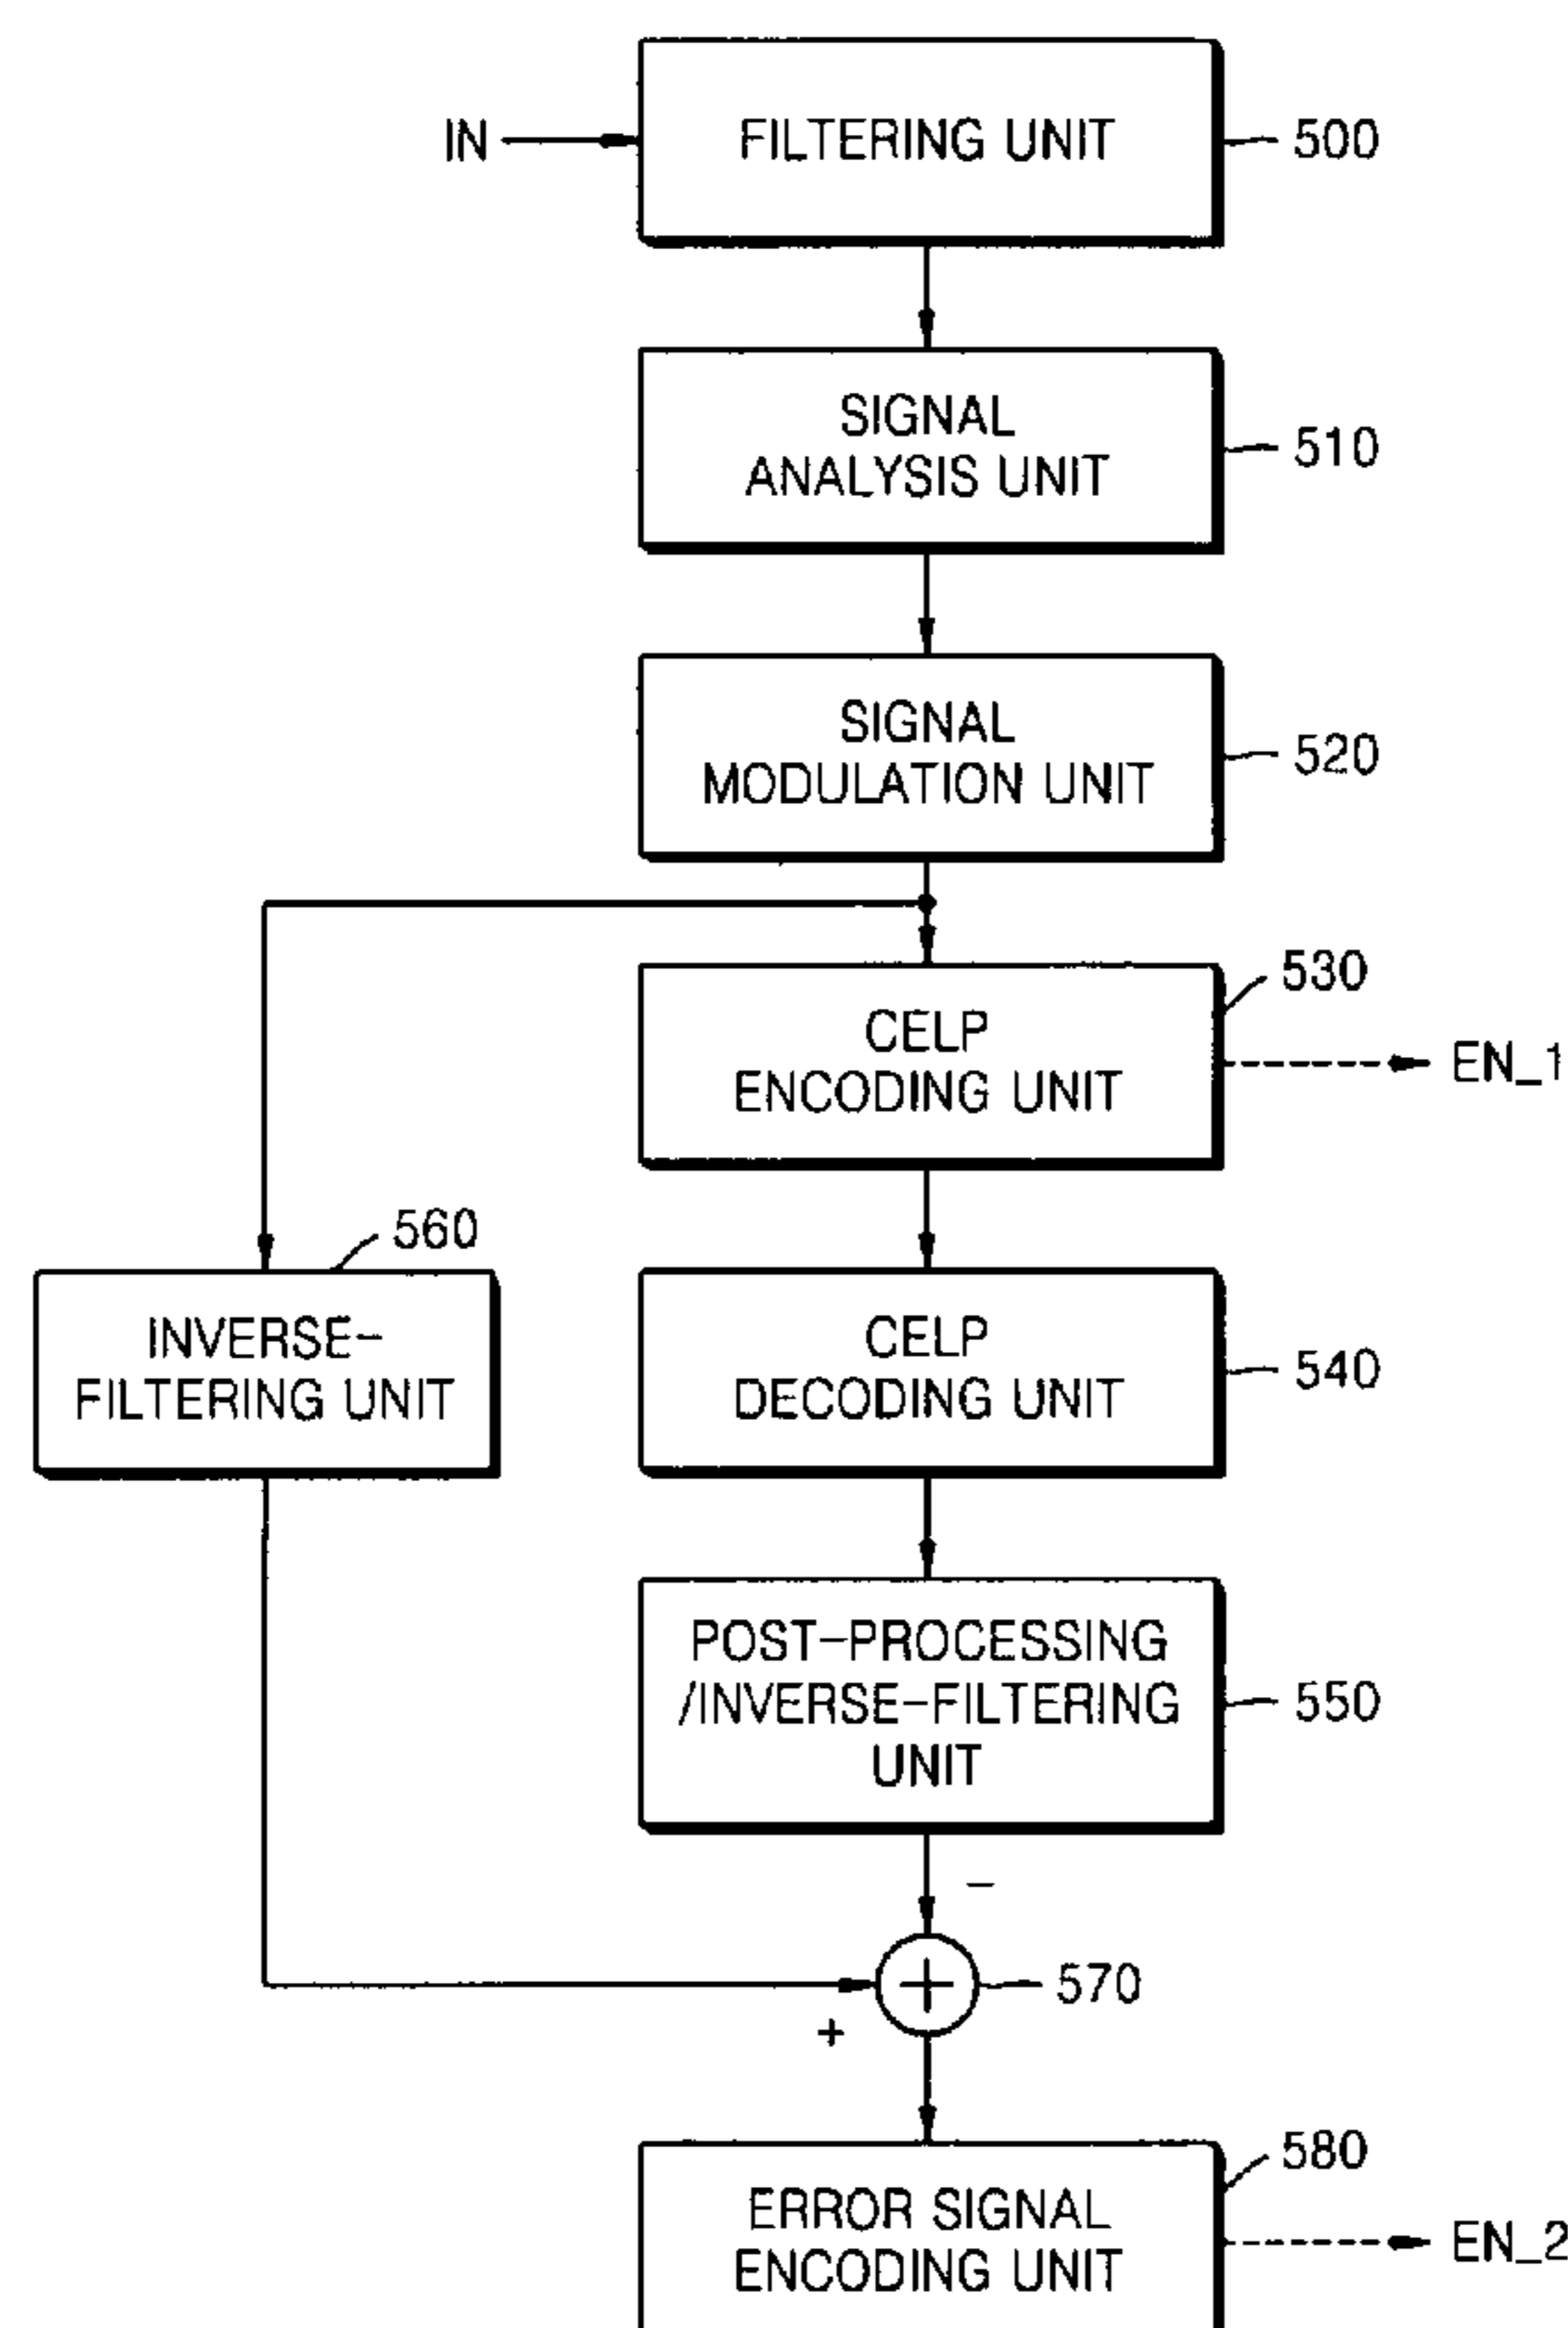 IN
FILTERING UNIT
500
SIGNAL
ANALYSIS UNIT
510
SIGNAL
MODULATION UNIT
520
530
CELP
ENCODING UNIT
EN_1
560
INVERSE-
FILTERING UNIT
CELP
DECODING UNIT
540
POST-PROCESSING
/INVERSE-FILTERING
UNIT
550
-
+
570
+
580
ERROR SIGNAL
ENCODING UNIT
EN_2